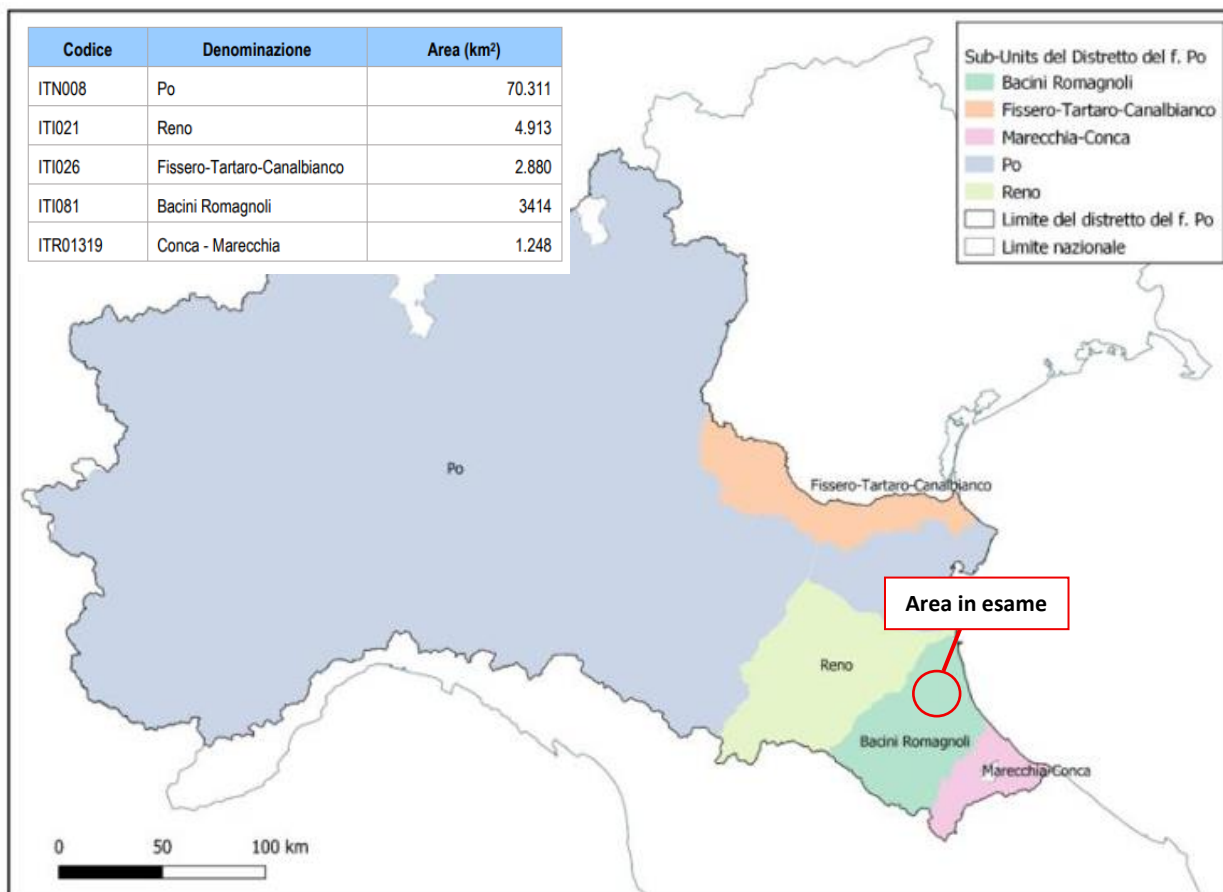 Codice Denominazione Area (km²)
ITN008 Po 70.311
ITI021 Reno 4.913
ITI026 Fissero-Tartaro-Canalbianco 2.880
ITI081 Bacini Romagnoli 3414
ITR01319 Conca - Marecchia 1.248
Sub-Units del Distretto del f. Po
Bacini Romagnoli
Fissero-Tartaro-Canalbianco
Marecchia-Conca
Po
Reno
Limite del distretto del f. Po
Limite nazionale
Po
Fissero-Tartaro-Canalbianco
Area in esame
Reno
Bacini Romagnoli
Marecchia-Conca
0 50 100 km